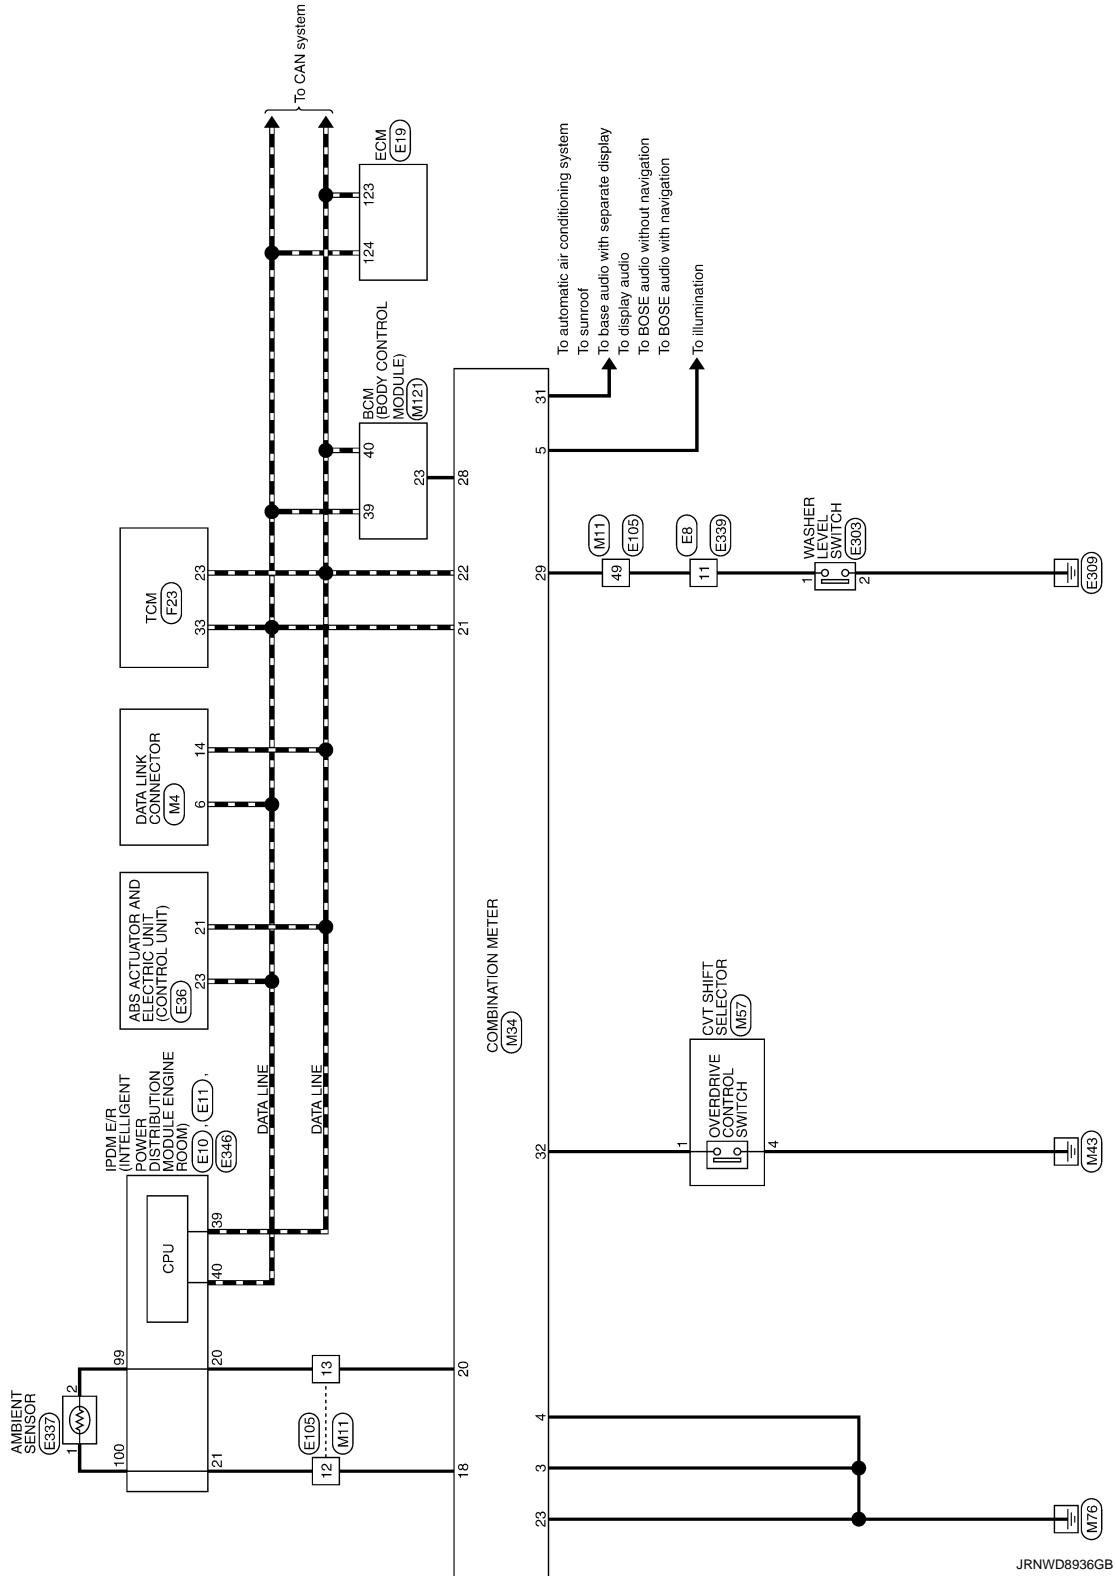 AMBIENT
SENSOR
E337
1
2
100
99
IPDM E/R
(INTELLIGENT
POWER
DISTRIBUTION
MODULE ENGINE
ROOM)
E10 , E11 ,
E346
CPU
21
20
40
39
ABS ACTUATOR AND
ELECTRIC UNIT
(CONTROL UNIT)
E36
23
21
DATA LINK
CONNECTOR
M4
6
14
TCM
F23
33
23
DATA LINE
DATA LINE
To CAN system
E105
M11
12
13
BCM
(BODY CONTROL
MODULE)
M121
39
40
23
ECM
E19
124
123
18
20
21
22
28
COMBINATION METER
M34
23
3
4
32
29
5
31
To automatic air conditioning system
To sunroof
To base audio with separate display
To display audio
To BOSE audio without navigation
To BOSE audio with navigation
To illumination
M11
49
E105
E8
11
E339
CVT SHIFT
SELECTOR
M57
1
OVERDRIVE
CONTROL
SWITCH
4
WASHER
LEVEL
SWITCH
E303
1
2
M76
M43
E309
JRNWD8936GB